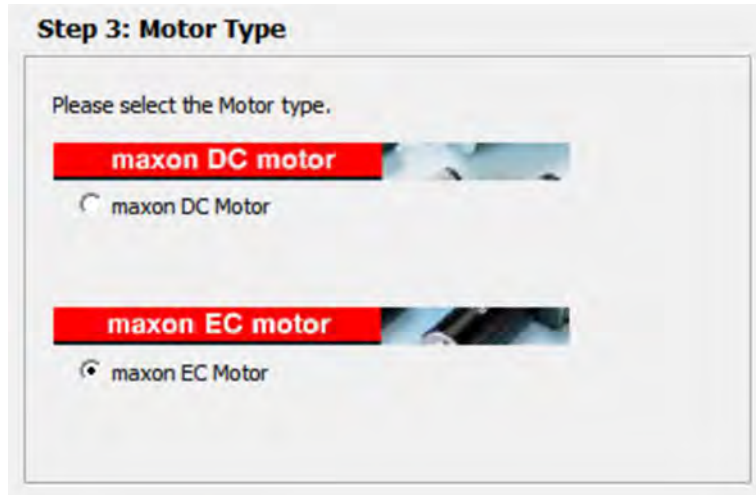 Step 3: Motor Type
Please select the Motor type.
maxon DC motor
maxon DC Motor
maxon EC motor
maxon EC Motor